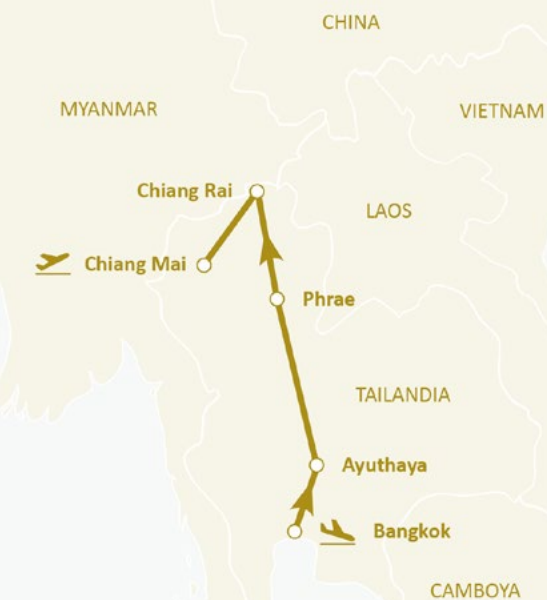 CHINA
MYANMAR
VIETNAM
Chiang Rai
LAOS
Chiang Mai
Phrae
TAILANDIA
Ayuthaya
Bangkok
CAMBOYA